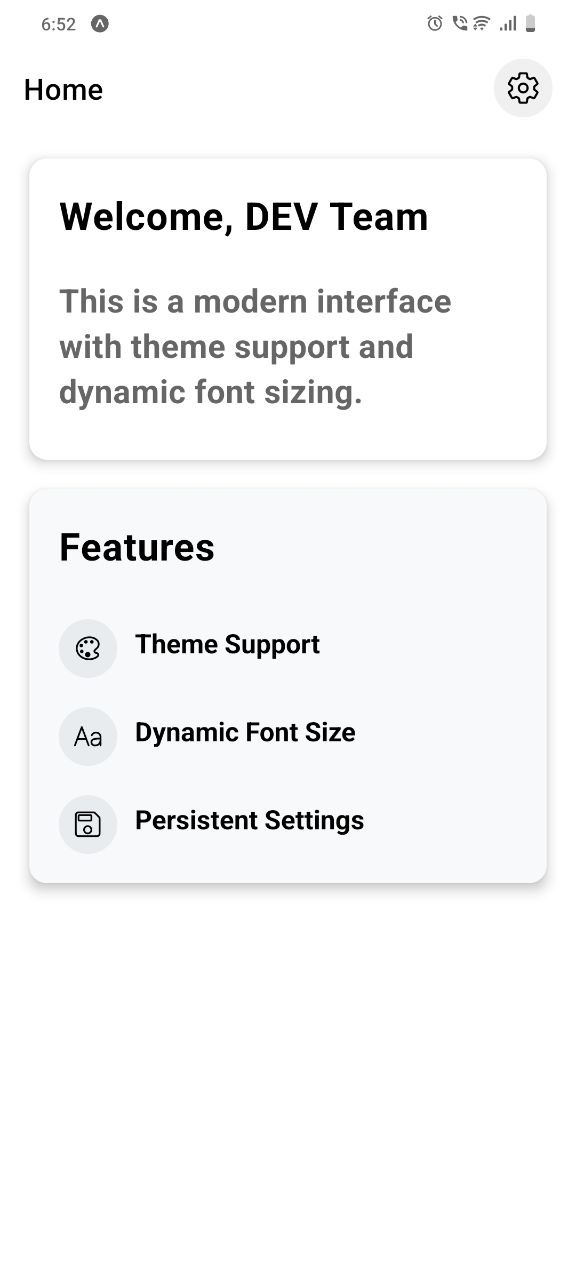 6:52
Home
Welcome, DEV Team
This is a modern interface
with theme support and
dynamic font sizing.
Features
Theme Support
Aa Dynamic Font Size
Persistent Settings